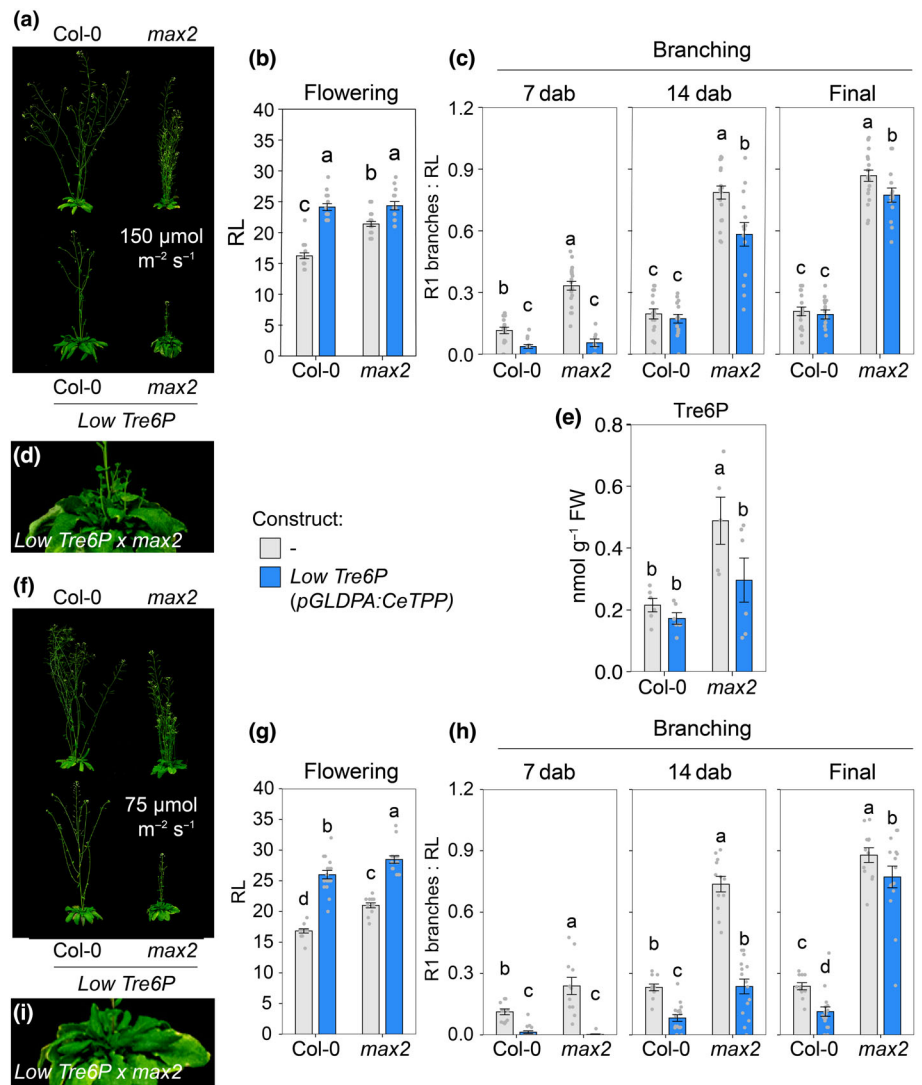 (a)
Col-0 max2
150 μmol
m⁻² s⁻¹
Col-0 max2
Low Tre6P
(b)
Flowering
RL
40
35
30
25
20
15
10
5
0
c
a
b
a
Col-0 max2
(c)
Branching
7 dab 14 dab Final
R1 branches : RL
1.2
0.9
0.6
0.3
0.0
b c a c
c c a b
c c a b
Col-0 max2 Col-0 max2 Col-0 max2
(d)
Low Tre6P x max2
Construct:
-
Low Tre6P
(pGLDPA:CeTPP)
(e)
Tre6P
nmol g⁻¹ FW
0.8
0.6
0.4
0.2
0.0
b b a b
Col-0 max2
(f)
Col-0 max2
75 μmol
m⁻² s⁻¹
Col-0 max2
Low Tre6P
(g)
Flowering
RL
40
35
30
25
20
15
10
5
0
d
b
c
a
Col-0 max2
(h)
Branching
7 dab 14 dab Final
R1 branches : RL
1.2
0.9
0.6
0.3
0.0
b c a c
b c a b
c d a b
Col-0 max2 Col-0 max2 Col-0 max2
(i)
Low Tre6P x max2